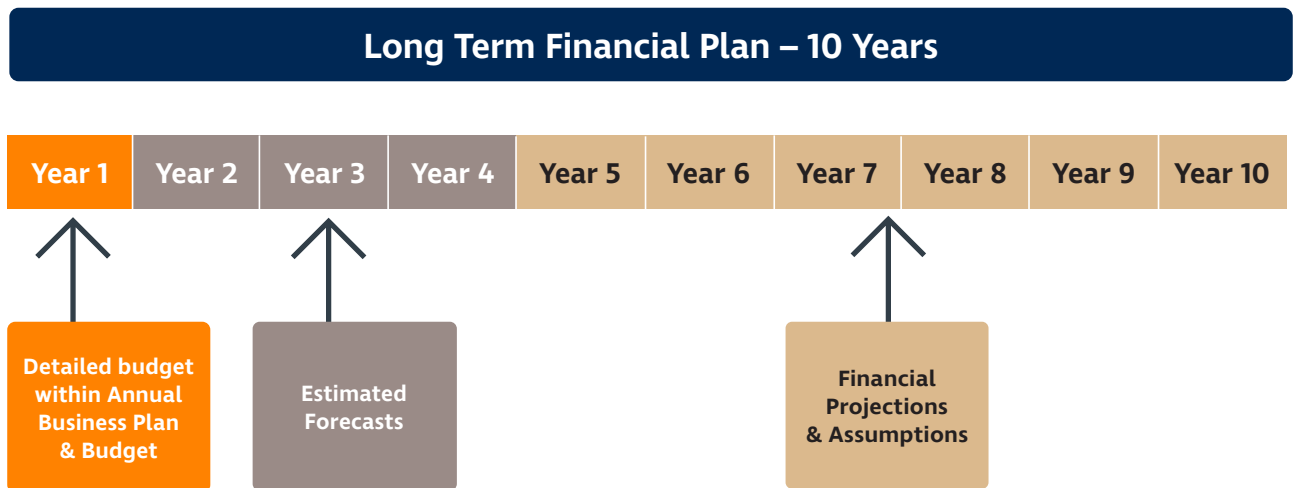 Long Term Financial Plan – 10 Years
Year 1
Year 2
Year 3
Year 4
Year 5
Year 6
Year 7
Year 8
Year 9
Year 10
Detailed budget
within Annual
Business Plan
& Budget
Estimated
Forecasts
Financial
Projections
& Assumptions